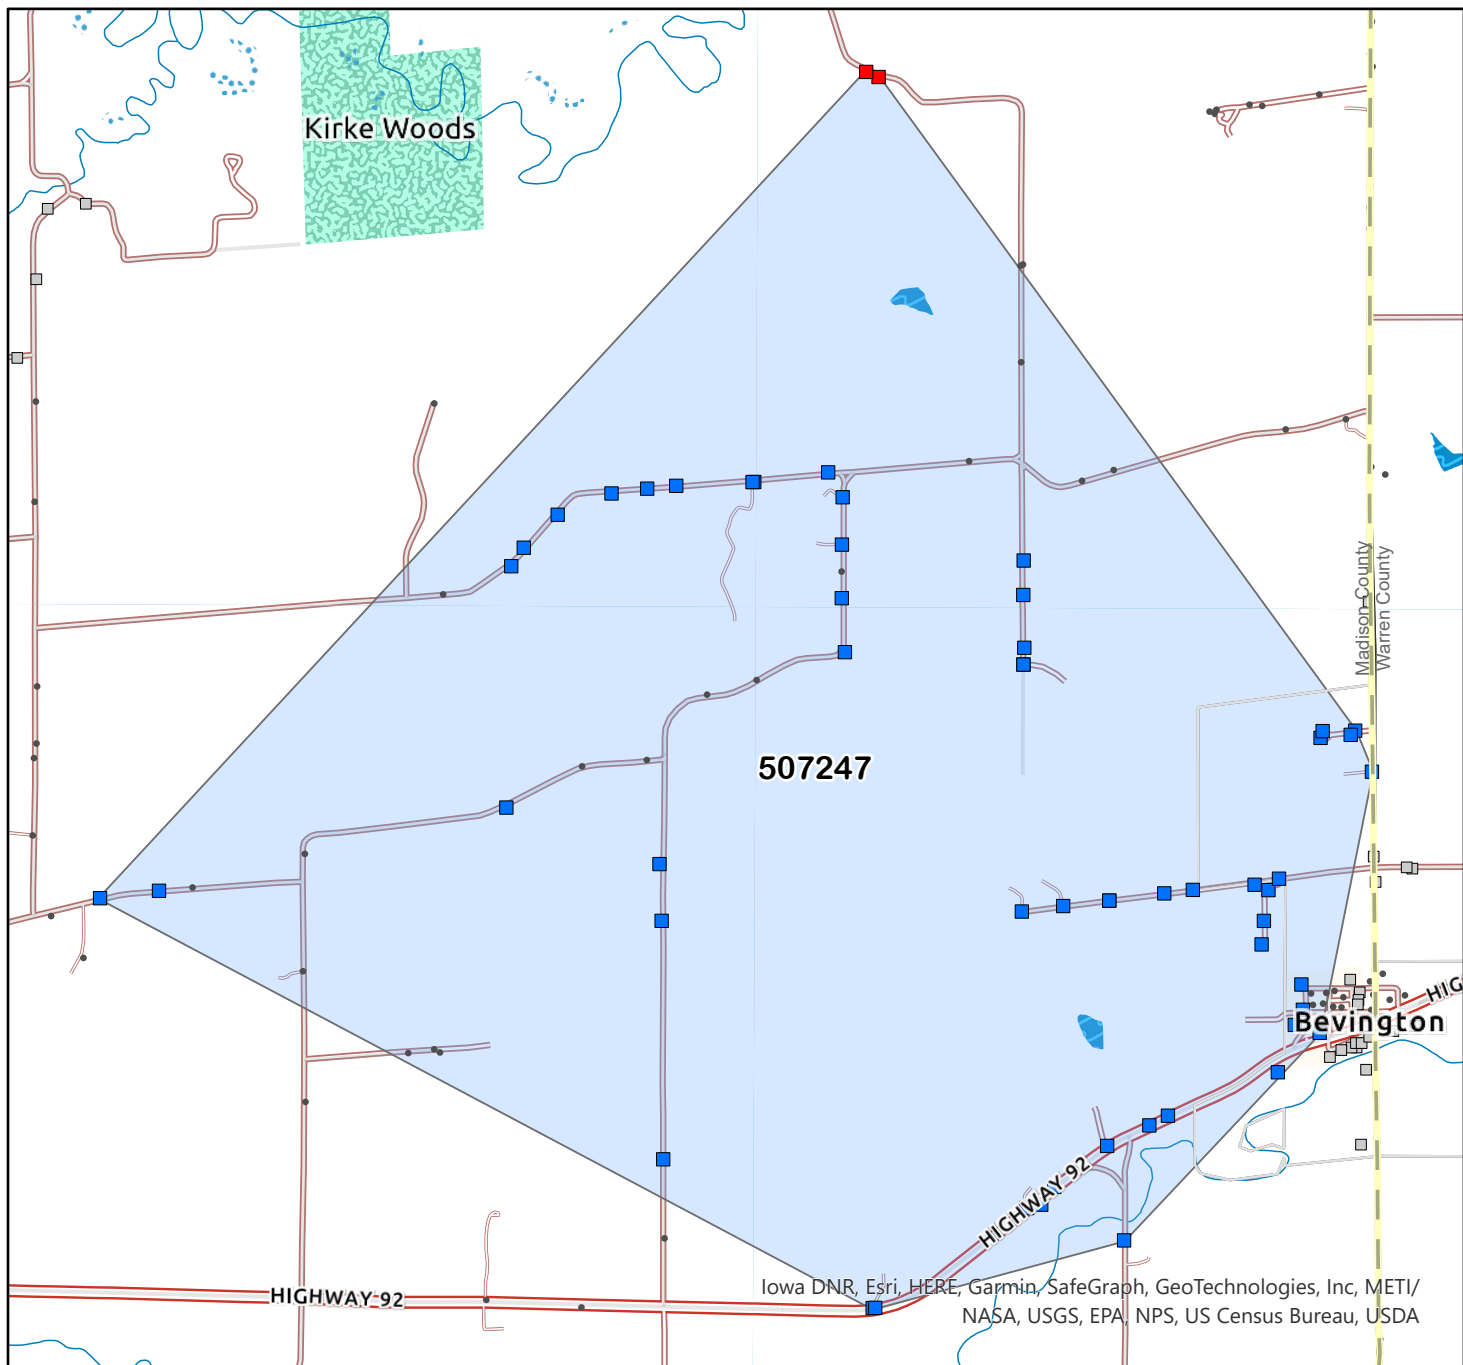 Kirke Woods
Madison County
Warren County
507247
HIG
Bevington
HIGHWAY 92
HIGHWAY 92
Iowa DNR, Esri, HERE, Garmin, SafeGraph, GeoTechnologies, Inc, METI/
NASA, USGS, EPA, NPS, US Census Bureau, USDA